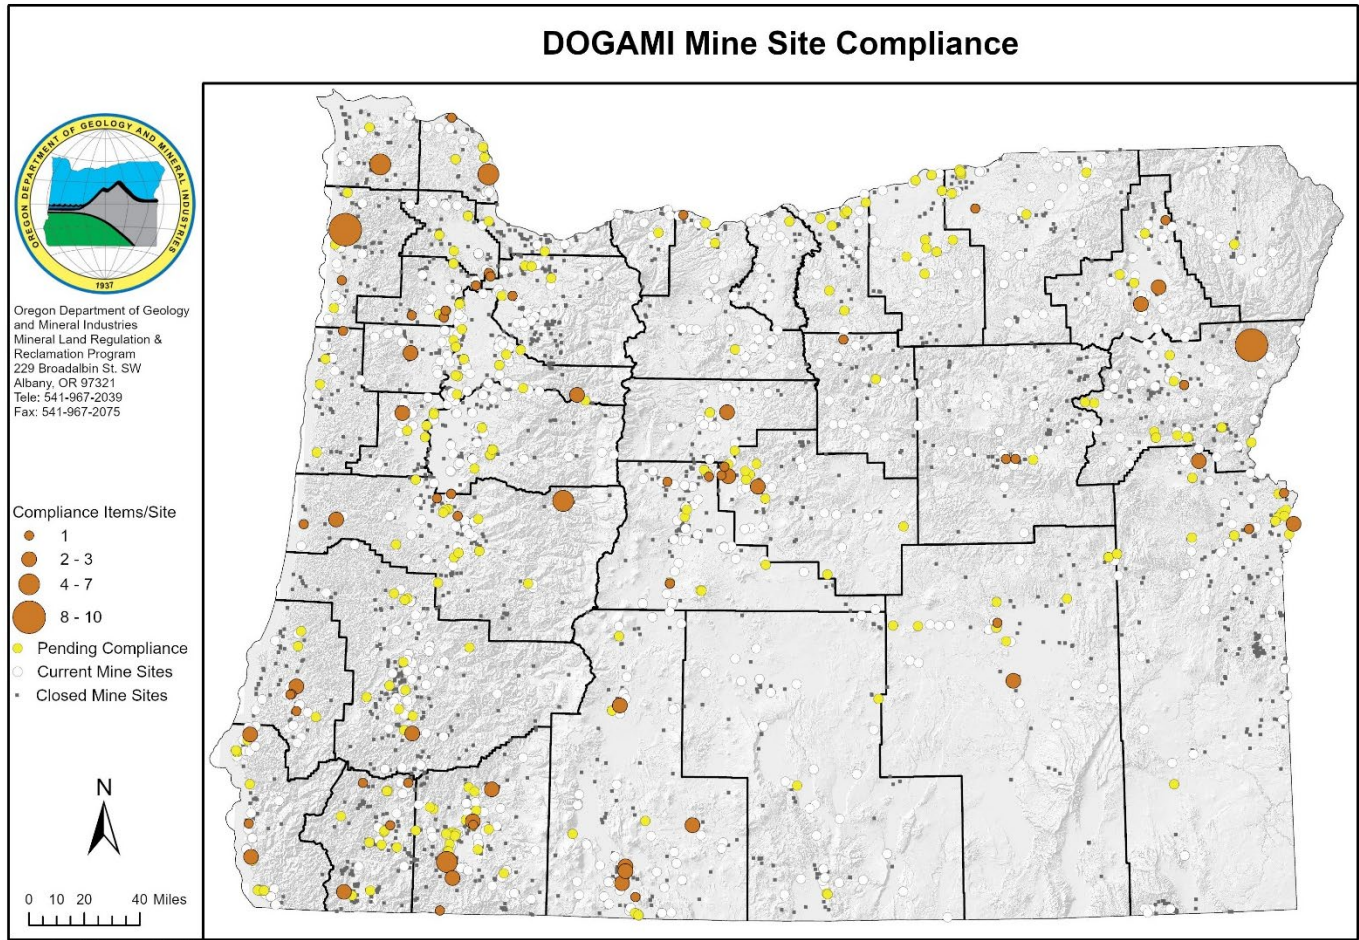 DOGAMI Mine Site Compliance
OREGON DEPARTMENT OF GEOLOGY AND MINERAL INDUSTRIES
1937
Oregon Department of Geology
and Mineral Industries
Mineral Land Regulation &
Reclamation Program
229 Broadalbin St. SW
Albany, OR 97321
Tele: 541-967-2039
Fax: 541-967-2075
Compliance Items/Site
1
2 - 3
4 - 7
8 - 10
Pending Compliance
Current Mine Sites
Closed Mine Sites
N
0 10 20 40 Miles